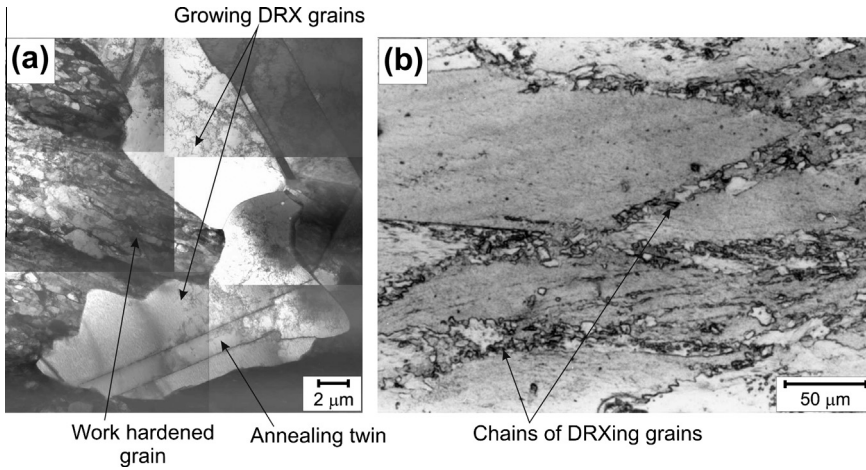 Growing DRX grains
(a)
(b)
2 µm
50 µm
Work hardened
grain
Annealing twin
Chains of DRXing grains